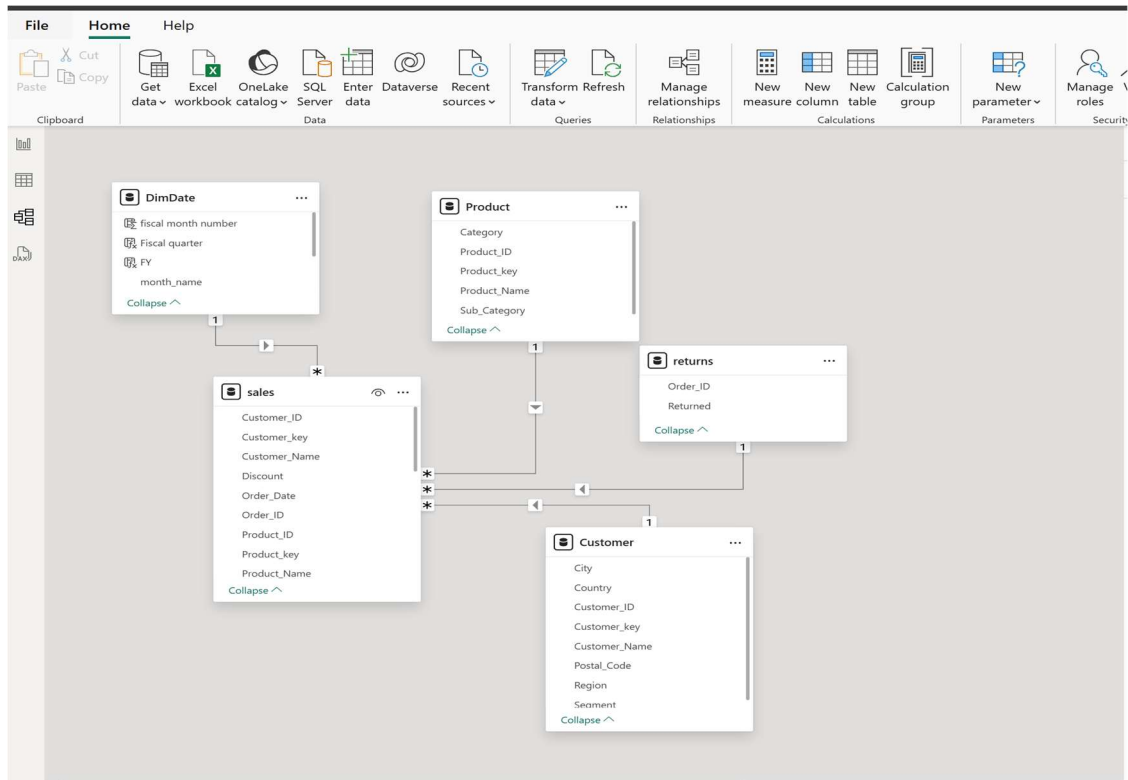 File Home Help
Cut
Copy
Paste
Get data
Excel workbook
OneLake catalog
SQL Server
Enter data
Dataverse
Recent sources
Transform data
Refresh
Manage relationships
New measure
New column
New table
Calculation group
New parameter
Manage roles
Clipboard
Data
Queries
Relationships
Calculations
Parameters
Security
DAX
DimDate
fiscal month number
Fiscal quarter
FY
month_name
Collapse
1
*
Product
Category
Product_ID
Product_key
Product_Name
Sub_Category
Collapse
1
returns
Order_ID
Returned
Collapse
1
sales
Customer_ID
Customer_key
Customer_Name
Discount
Order_Date
Order_ID
Product_ID
Product_key
Product_Name
Collapse
*
*
*
1
Customer
City
Country
Customer_ID
Customer_key
Customer_Name
Postal_Code
Region
Segment
Collapse